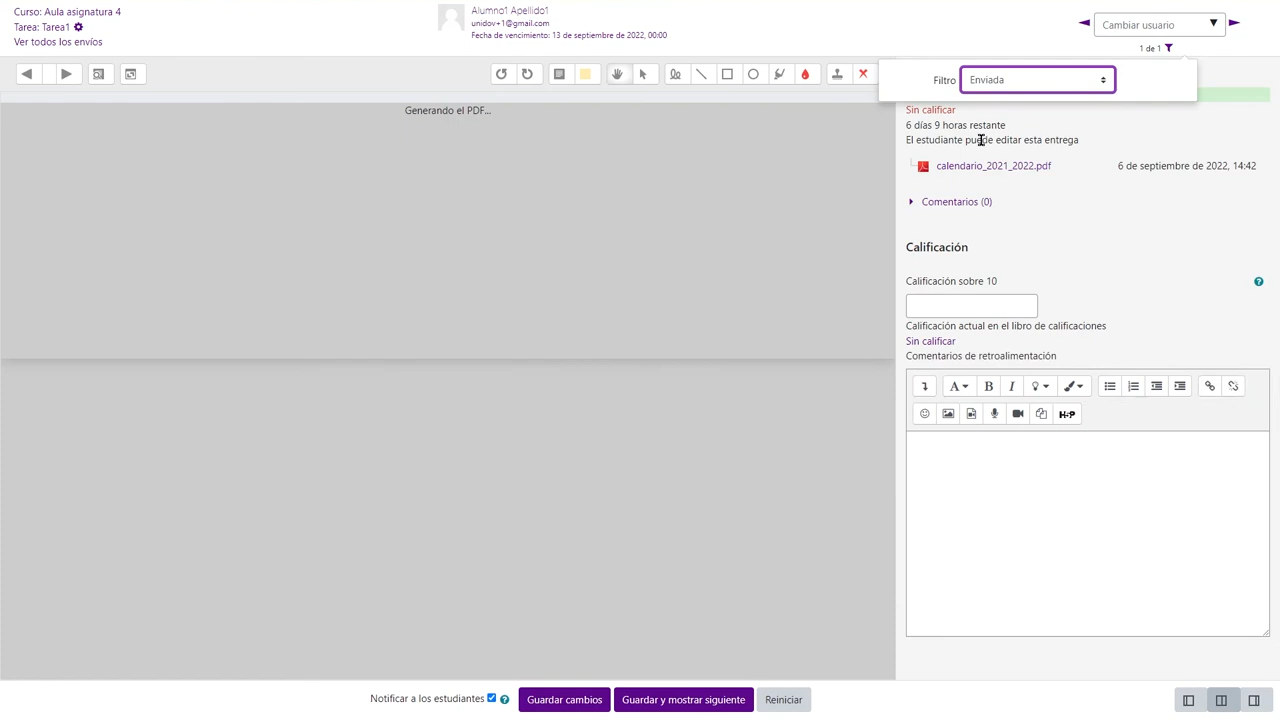 Curso: Aula asignatura 4
Tarea: Tarea1
Ver todos los envíos
Alumno1 Apellido1
unidov+1@gmail.com
Fecha de vencimiento: 13 de septiembre de 2022, 00:00
Cambiar usuario
1 de 1
Filtro Enviada
Generando el PDF...
Sin calificar
6 días 9 horas restante
El estudiante puede editar esta entrega
calendario_2021_2022.pdf 6 de septiembre de 2022, 14:42
Comentarios (0)
Calificación
Calificación sobre 10
Calificación actual en el libro de calificaciones
Sin calificar
Comentarios de retroalimentación
A B I
H5P
Notificar a los estudiantes Guardar cambios Guardar y mostrar siguiente Reiniciar